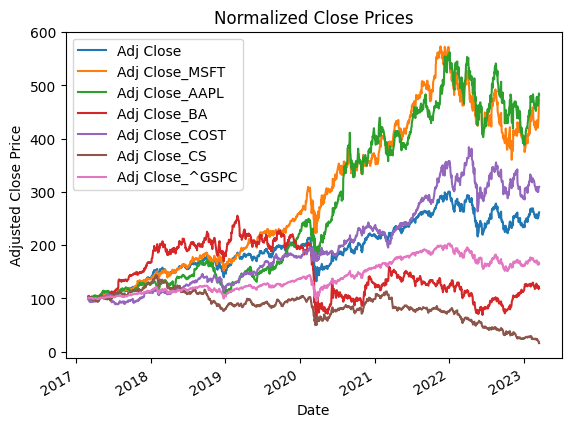 Normalized Close Prices
Adj Close
Adj Close_MSFT
Adj Close_AAPL
Adj Close_BA
Adj Close_COST
Adj Close_CS
Adj Close_^GSPC
Adjusted Close Price
600
500
400
300
200
100
0
2017
2018
2019
2020
2021
2022
2023
Date